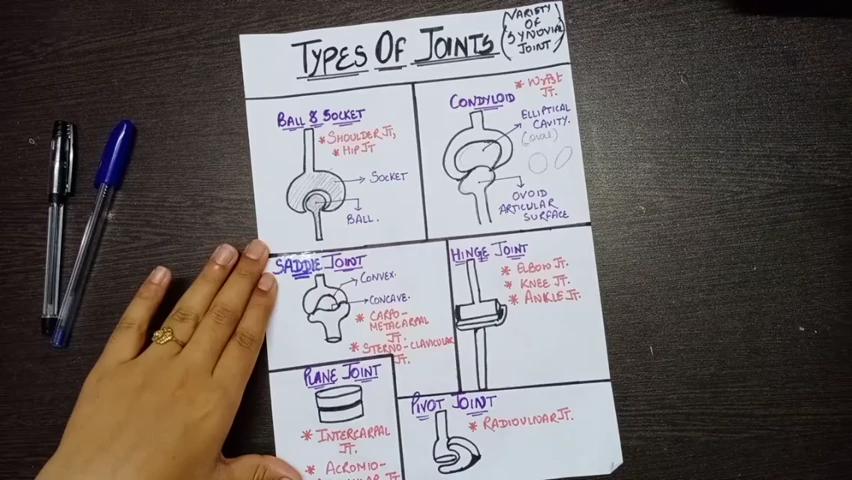 TYPES OF JOINTS
(VARIETY
OF
SYNOVIAL
JOINT)
BALL & SOCKET
* SHOULDER JT,
* HIP JT
SOCKET
BALL.
CONDYLOID
* WRIST
JT.
ELLIPTICAL
CAVITY.
(oval)
OVOID
ARTICULAR
SURFACE
SADDLE JOINT
CONVEX.
CONCAVE.
* CARPO-
METACARPAL
JT.
* STERNO-CLAVICULAR
JT.
HINGE JOINT
* ELBOW JT.
* KNEE JT.
* ANKLE JT.
PLANE JOINT
* INTERCARPAL
JT.
* ACROMIO-
PIVOT JOINT
* RADIOULNAR JT.